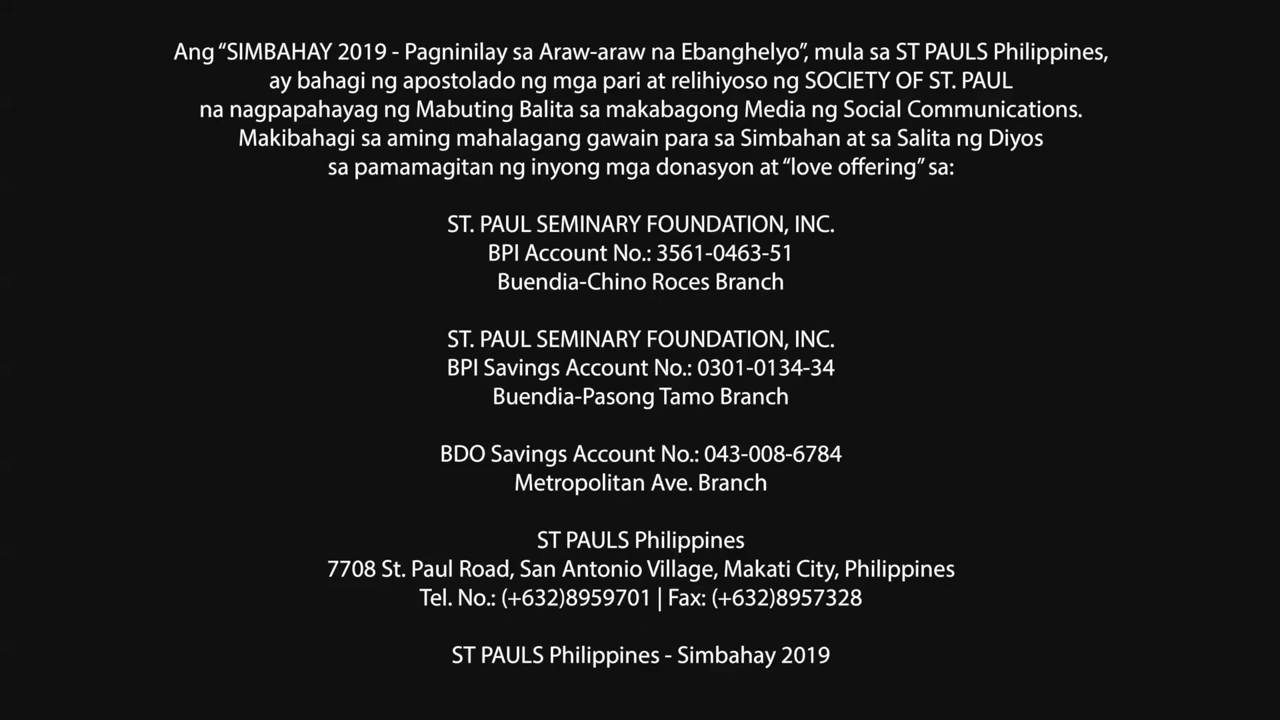 Ang “SIMBAHAY 2019 - Pagninilay sa Araw-araw na Ebanghelyo”, mula sa ST PAULS Philippines,
ay bahagi ng apostolado ng mga pari at relihiyoso ng SOCIETY OF ST. PAUL
na nagpapahayag ng Mabuting Balita sa makabagong Media ng Social Communications.
Makibahagi sa aming mahalagang gawain para sa Simbahan at sa Salita ng Diyos
sa pamamagitan ng inyong mga donasyon at “love offering” sa:
ST. PAUL SEMINARY FOUNDATION, INC.
BPI Account No.: 3561-0463-51
Buendia-Chino Roces Branch
ST. PAUL SEMINARY FOUNDATION, INC.
BPI Savings Account No.: 0301-0134-34
Buendia-Pasong Tamo Branch
BDO Savings Account No.: 043-008-6784
Metropolitan Ave. Branch
ST PAULS Philippines
7708 St. Paul Road, San Antonio Village, Makati City, Philippines
Tel. No.: (+632)8959701 | Fax: (+632)8957328
ST PAULS Philippines - Simbahay 2019